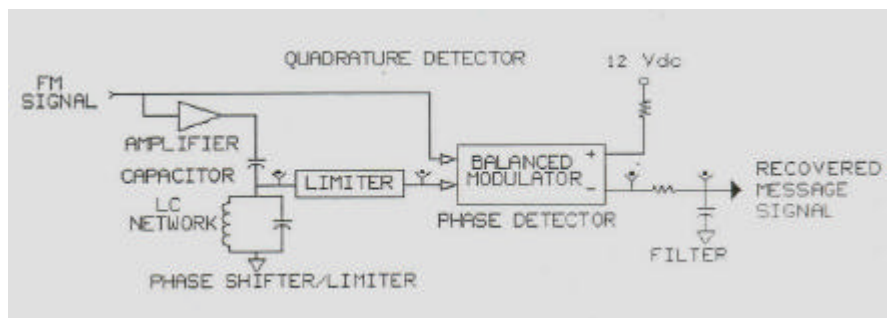 QUADRATURE DETECTOR
12 Vdc
FM
SIGNAL
AMPLIFIER
CAPACITOR
LIMITER
BALANCED
MODULATOR
+
-
RECOVERED
MESSAGE
SIGNAL
LC
NETWORK
PHASE DETECTOR
FILTER
PHASE SHIFTER/LIMITER